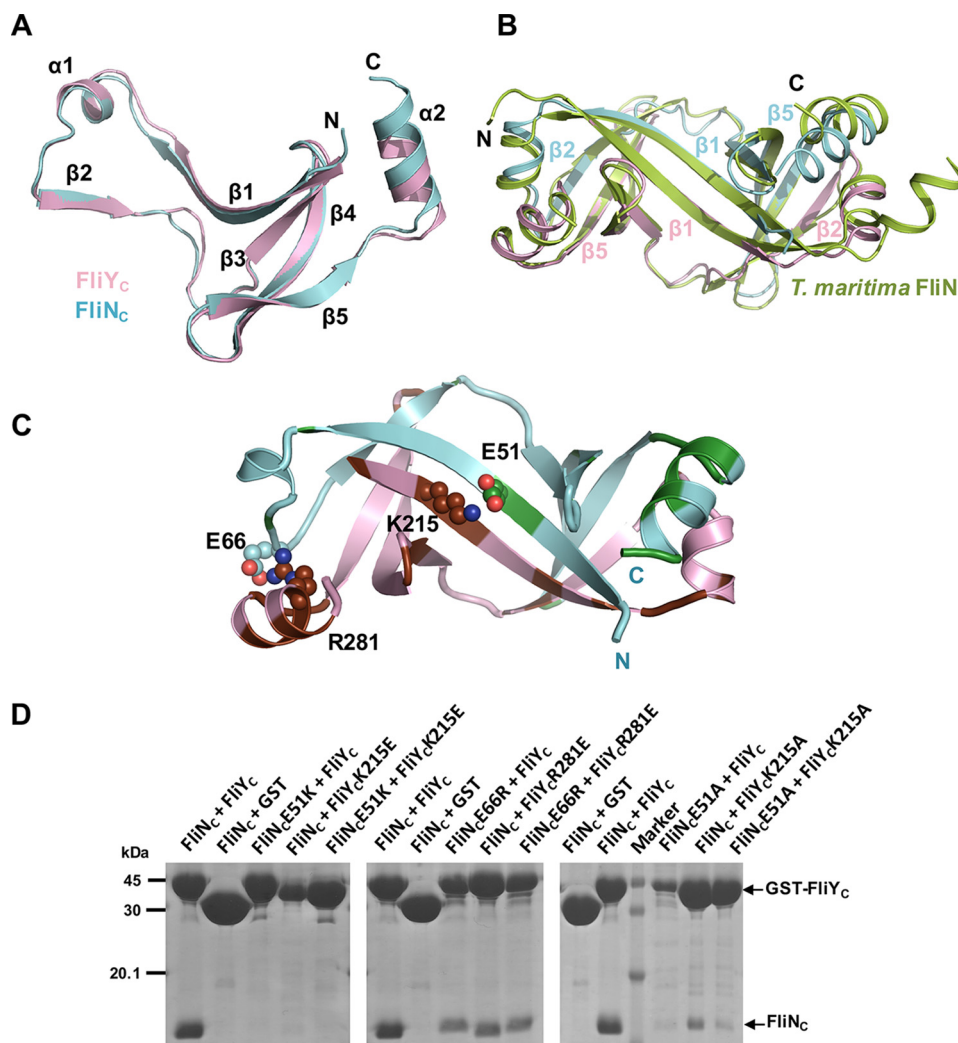 A
α1
β2
β1
N
C
α2
β4
β3
β5
FliYC
FliNC
B
N
β2
β1
C
β5
β5
β1
β2
T. maritima FliN
C
E51
K215
E66
R281
C
N
D
FliNC + FliYC
FliNC + GST
FliNCE51K + FliYC
FliNC + FliYCK215E
FliNCE51K + FliYCK215E
FliNC + FliYC
FliNC + GST
FliNCE66R + FliYC
FliNC + FliYCR281E
FliNCE66R + FliYCR281E
FliNC + GST
FliNC + FliYC
Marker
FliNCE51A + FliYC
FliNC + FliYCK215A
FliNCE51A + FliYCK215A
kDa
45
30
20.1
GST-FliYC
FliNC